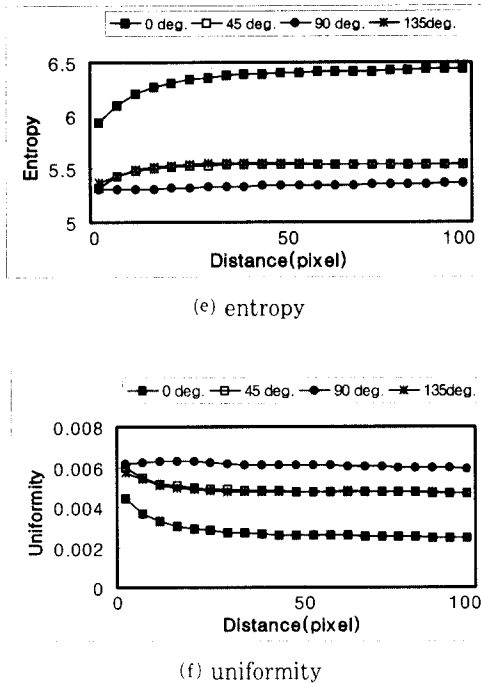 0 deg. 45 deg. 90 deg. 135deg.
6.5
6
5.5
5
Entropy
0 50 100
Distance(pixel)
(e) entropy
0 deg. 45 deg. 90 deg. 135deg.
0.008
0.006
0.004
0.002
0
Uniformity
0 50 100
Distance(pixel)
(f) uniformity